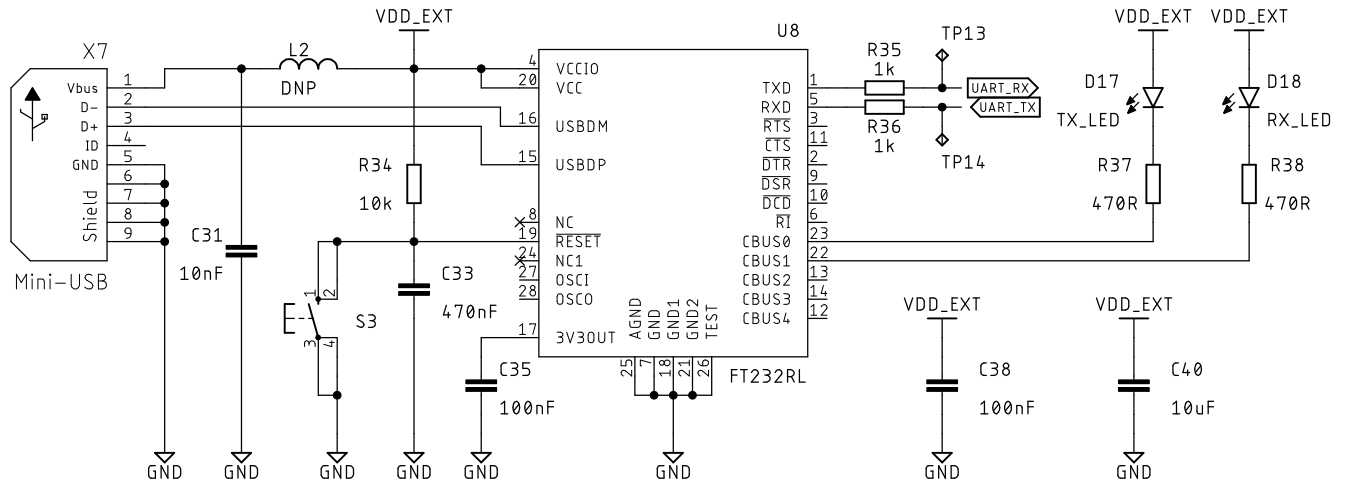 VDD_EXT
VDD_EXT
VDD_EXT
X7
L2
DNP
U8
TP13
R35
1k
D17
TX_LED
D18
RX_LED
Vbus 1
D- 2
D+ 3
ID 4
GND 5
6
7
8
9
Shield
Mini-USB
4 VCCIO
20 VCC
16 USBDM
15 USBDP
8 NC
19 RESET
24 NC1
27 OSCI
28 OSCO
17 3V3OUT
TXD 1
RXD 5
RTS 3
CTS 11
DTR 2
DSR 9
DCD 10
RI 6
CBUS0 23
CBUS1 22
CBUS2 13
CBUS3 14
CBUS4 12
AGND
GND
GND1
GND2
TEST
25
7
18
21
26
FT232RL
UART_RX
UART_TX
R36
1k
TP14
R37
470R
R38
470R
R34
10k
C31
10nF
C33
470nF
1
2
3
4
S3
C35
100nF
VDD_EXT
C38
100nF
VDD_EXT
C40
10uF
GND
GND
GND
GND
GND
GND
GND
GND